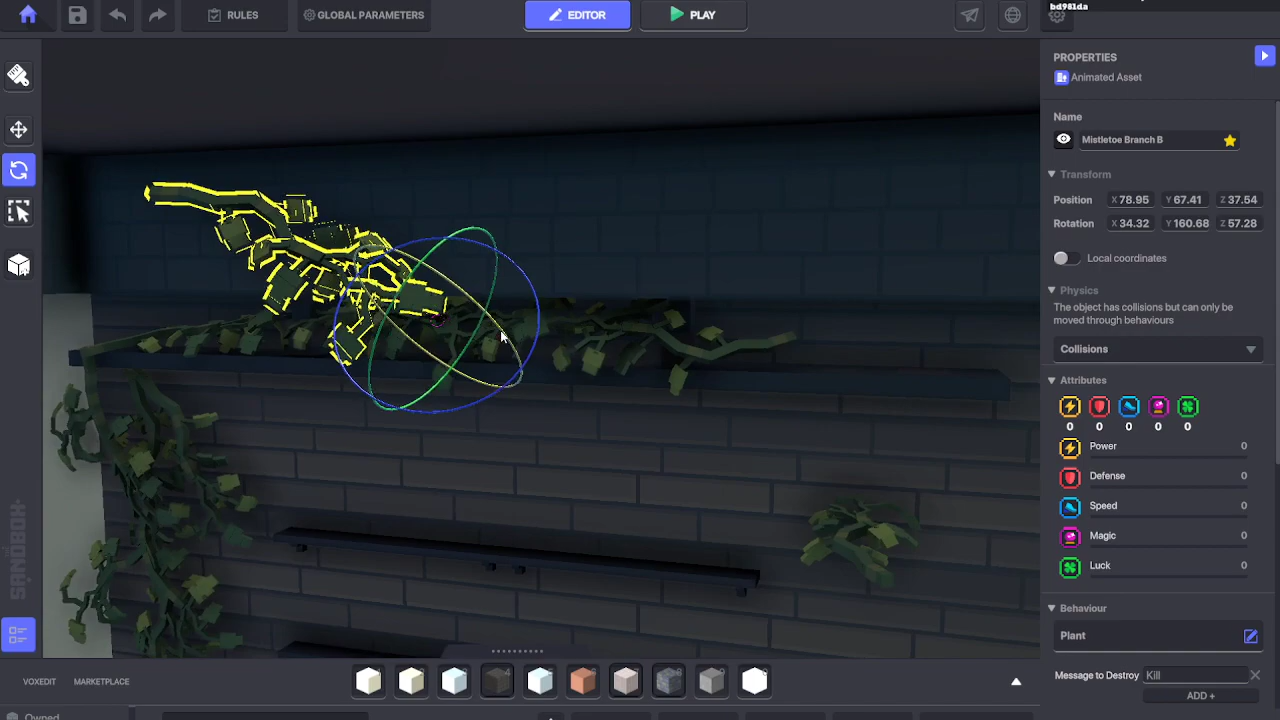 bd981da
RULES
GLOBAL PARAMETERS
EDITOR
PLAY
PROPERTIES
Animated Asset
Name
Mistletoe Branch B
Transform
Position X 78.95 Y 67.41 Z 37.54
Rotation X 34.32 Y 160.68 Z 57.28
Local coordinates
Physics
The object has collisions but can only be
moved through behaviours
Collisions
Attributes
0 0 0 0 0
Power 0
Defense 0
Speed 0
Magic 0
Luck 0
Behaviour
Plant
Message to Destroy Kill
ADD +
SANDBOX
VOXEDIT MARKETPLACE
Owned